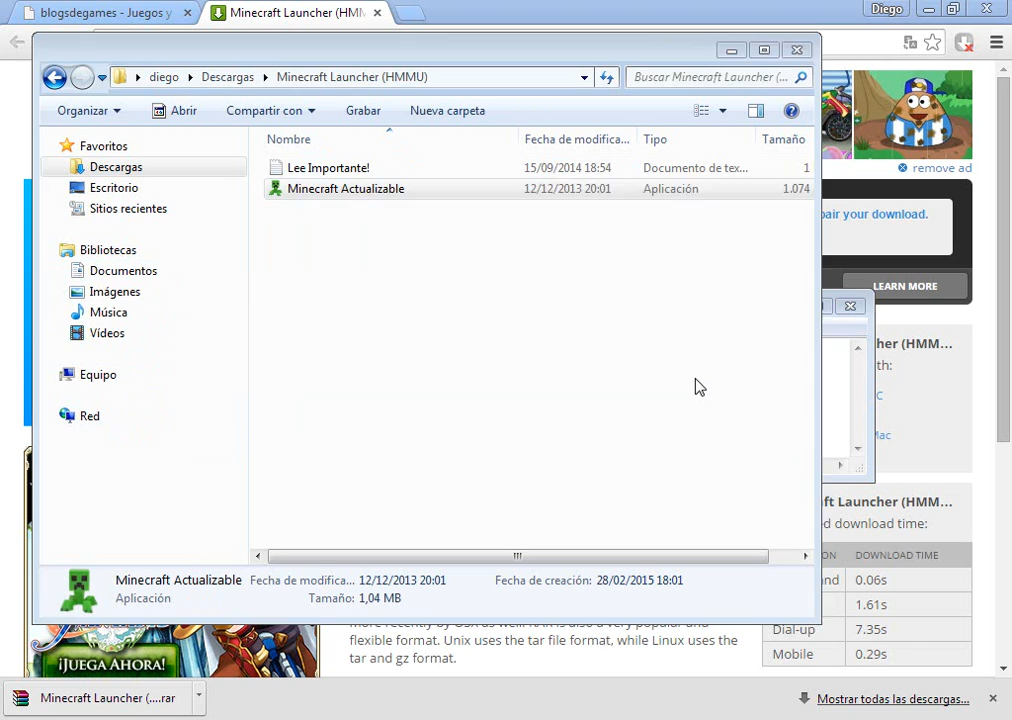 blogsdegames - Juegos y
Minecraft Launcher (HMM
Diego
diego
Descargas
Minecraft Launcher (HMMU)
Buscar Minecraft Launcher (...
Organizar
Abrir
Compartir con
Grabar
Nueva carpeta
Favoritos
Descargas
Escritorio
Sitios recientes
Bibliotecas
Documentos
Imágenes
Música
Vídeos
Equipo
Red
Nombre
Fecha de modifica...
Tipo
Tamaño
Lee Importante!
15/09/2014 18:54
Documento de tex...
1
Minecraft Actualizable
12/12/2013 20:01
Aplicación
1.074
Minecraft Actualizable
Fecha de modifica... 12/12/2013 20:01
Fecha de creación: 28/02/2015 18:01
Aplicación
Tamaño: 1,04 MB
remove ad
pair your download.
LEARN MORE
her (HMM...
th:
C
Mac
ft Launcher (HMM...
ed download time:
ON
DOWNLOAD TIME
and
0.06s
1.61s
Dial-up
7.35s
Mobile
0.29s
flexible format. Unix uses the tar file format, while Linux uses the
tar and gz format.
¡JUEGA AHORA!
Minecraft Launcher (....rar
Mostrar todas las descargas...